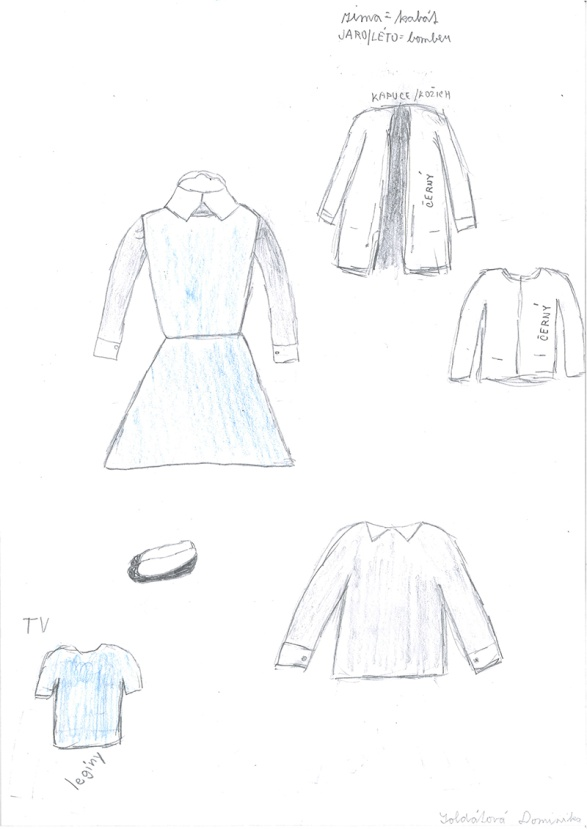 zima = kabát
JARO/LÉTO = bomber
KAPUCE/KOŽICH
ČERNÝ
ČERNÝ
TV
legíny
Soldátová Dominika